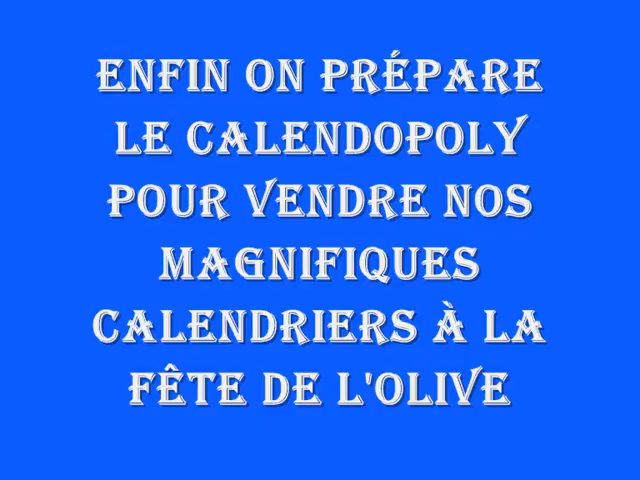 ENFIN ON PRÉPARE
LE CALENDOPOLY
POUR VENDRE NOS
MAGNIFIQUES
CALENDRIERS À LA
FÊTE DE L'OLIVE